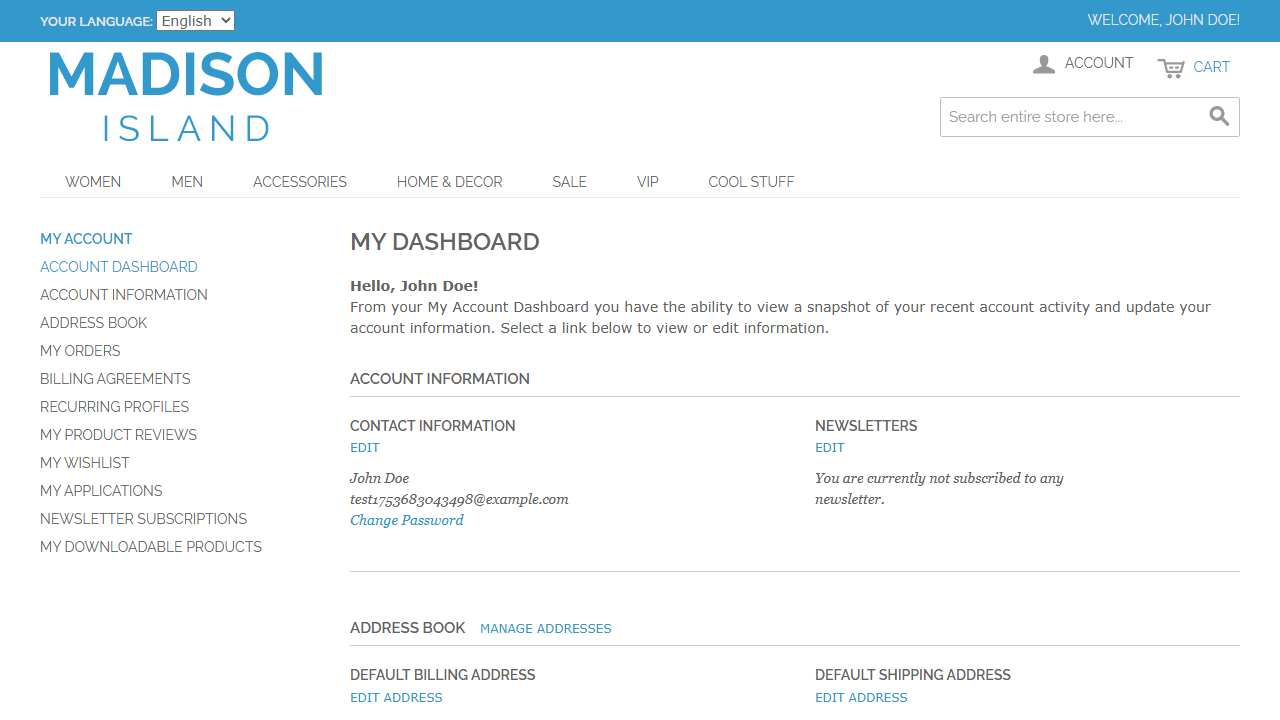 YOUR LANGUAGE: English
WELCOME, JOHN DOE!
MADISON
ISLAND
ACCOUNT
CART
Search entire store here...
WOMEN MEN ACCESSORIES HOME & DECOR SALE VIP COOL STUFF
MY ACCOUNT
ACCOUNT DASHBOARD
ACCOUNT INFORMATION
ADDRESS BOOK
MY ORDERS
BILLING AGREEMENTS
RECURRING PROFILES
MY PRODUCT REVIEWS
MY WISHLIST
MY APPLICATIONS
NEWSLETTER SUBSCRIPTIONS
MY DOWNLOADABLE PRODUCTS
MY DASHBOARD
Hello, John Doe!
From your My Account Dashboard you have the ability to view a snapshot of your recent account activity and update your
account information. Select a link below to view or edit information.
ACCOUNT INFORMATION
CONTACT INFORMATION
EDIT
John Doe
test1753683043498@example.com
Change Password
NEWSLETTERS
EDIT
You are currently not subscribed to any
newsletter.
ADDRESS BOOK MANAGE ADDRESSES
DEFAULT BILLING ADDRESS
EDIT ADDRESS
DEFAULT SHIPPING ADDRESS
EDIT ADDRESS